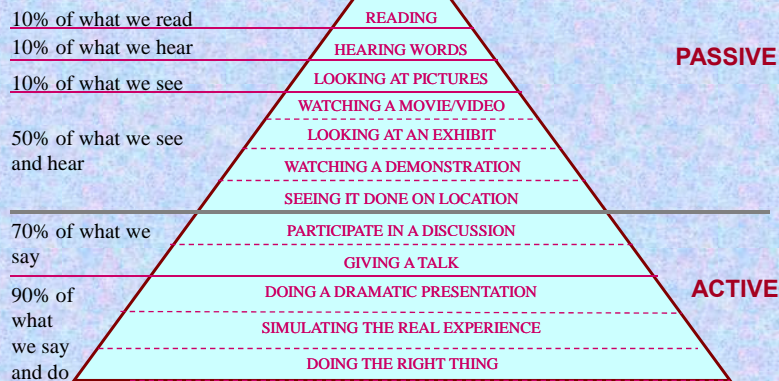 10% of what we read
READING
10% of what we hear
HEARING WORDS
PASSIVE
10% of what we see
LOOKING AT PICTURES
WATCHING A MOVIE/VIDEO
50% of what we see
and hear
LOOKING AT AN EXHIBIT
WATCHING A DEMONSTRATION
SEEING IT DONE ON LOCATION
70% of what we
say
PARTICIPATE IN A DISCUSSION
GIVING A TALK
ACTIVE
90% of
what
we say
and do
DOING A DRAMATIC PRESENTATION
SIMULATING THE REAL EXPERIENCE
DOING THE RIGHT THING